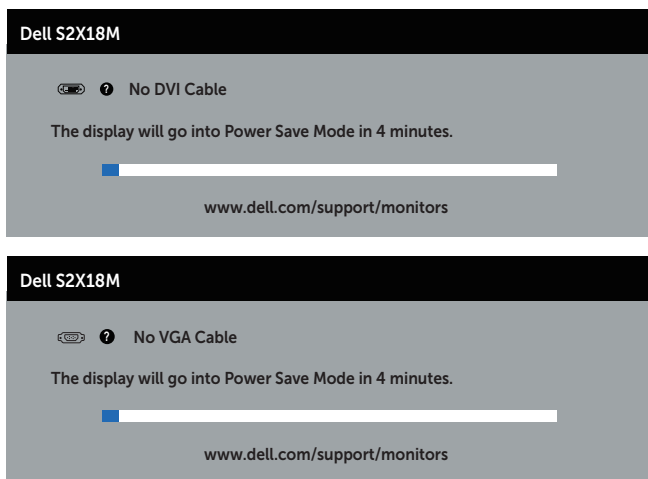 Dell S2X18M
? No DVI Cable
The display will go into Power Save Mode in 4 minutes.
www.dell.com/support/monitors
Dell S2X18M
? No VGA Cable
The display will go into Power Save Mode in 4 minutes.
www.dell.com/support/monitors